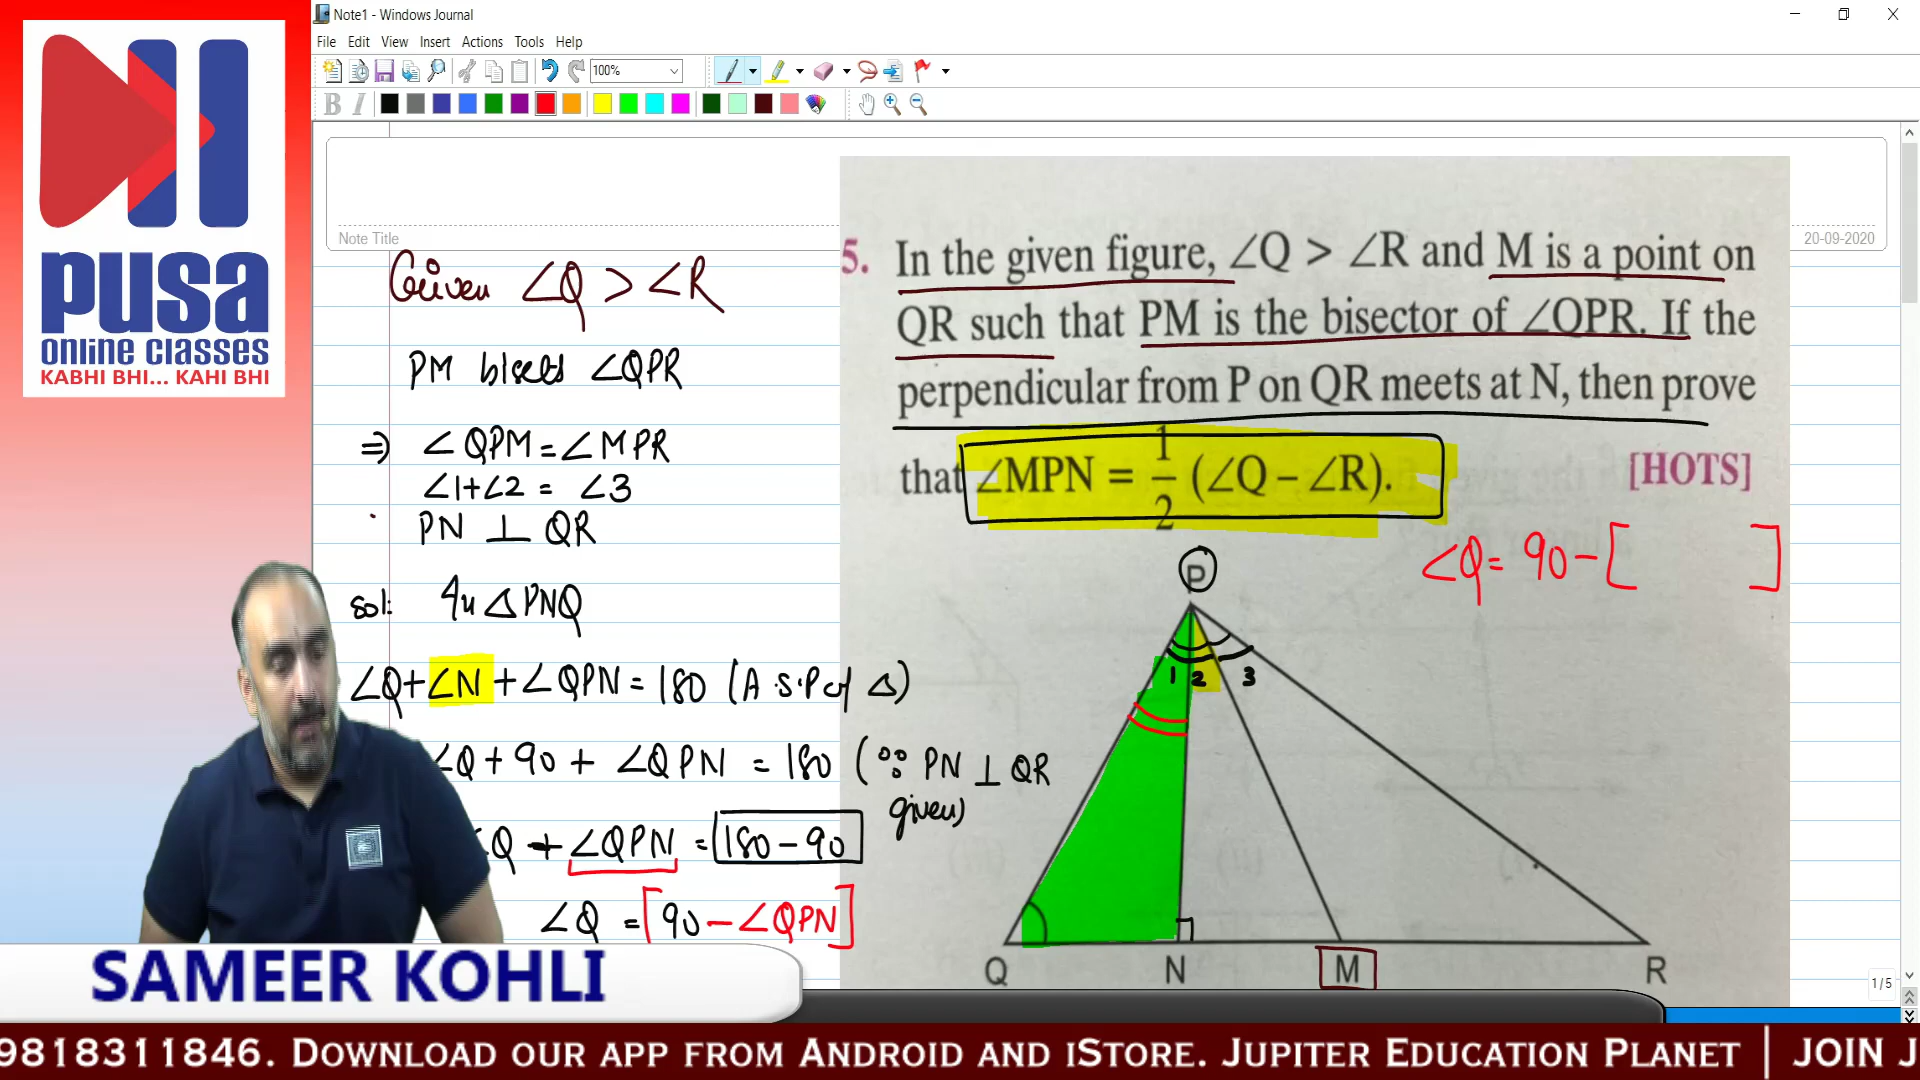 Note1 - Windows Journal
File Edit View Insert Actions Tools Help
100%
B I
PUSA
ONLINE CLASSES
KABHI BHI... KAHI BHI
Note Title
20-09-2020
Given ∠Q > ∠R
PM bisects ∠QPR
⇒ ∠QPM = ∠MPR
∠1+∠2 = ∠3
PN ⊥ QR
sol: In △PNQ
∠Q+∠N+∠QPN = 180 (A.S.P of △)
∠Q + 90 + ∠QPN = 180 (∵ PN ⊥ QR
given)
∠Q + ∠QPN = 180 - 90
∠Q = [90 - ∠QPN]
5. In the given figure, ∠Q > ∠R and M is a point on
QR such that PM is the bisector of ∠QPR. If the
perpendicular from P on QR meets at N, then prove
that ∠MPN = 1/2 (∠Q – ∠R). [HOTS]
∠Q = 90 - [ ]
P
1 2 3
Q N M R
1 / 5
SAMEER KOHLI
9818311846. DOWNLOAD OUR APP FROM ANDROID AND ISTORE. JUPITER EDUCATION PLANET | JOIN J